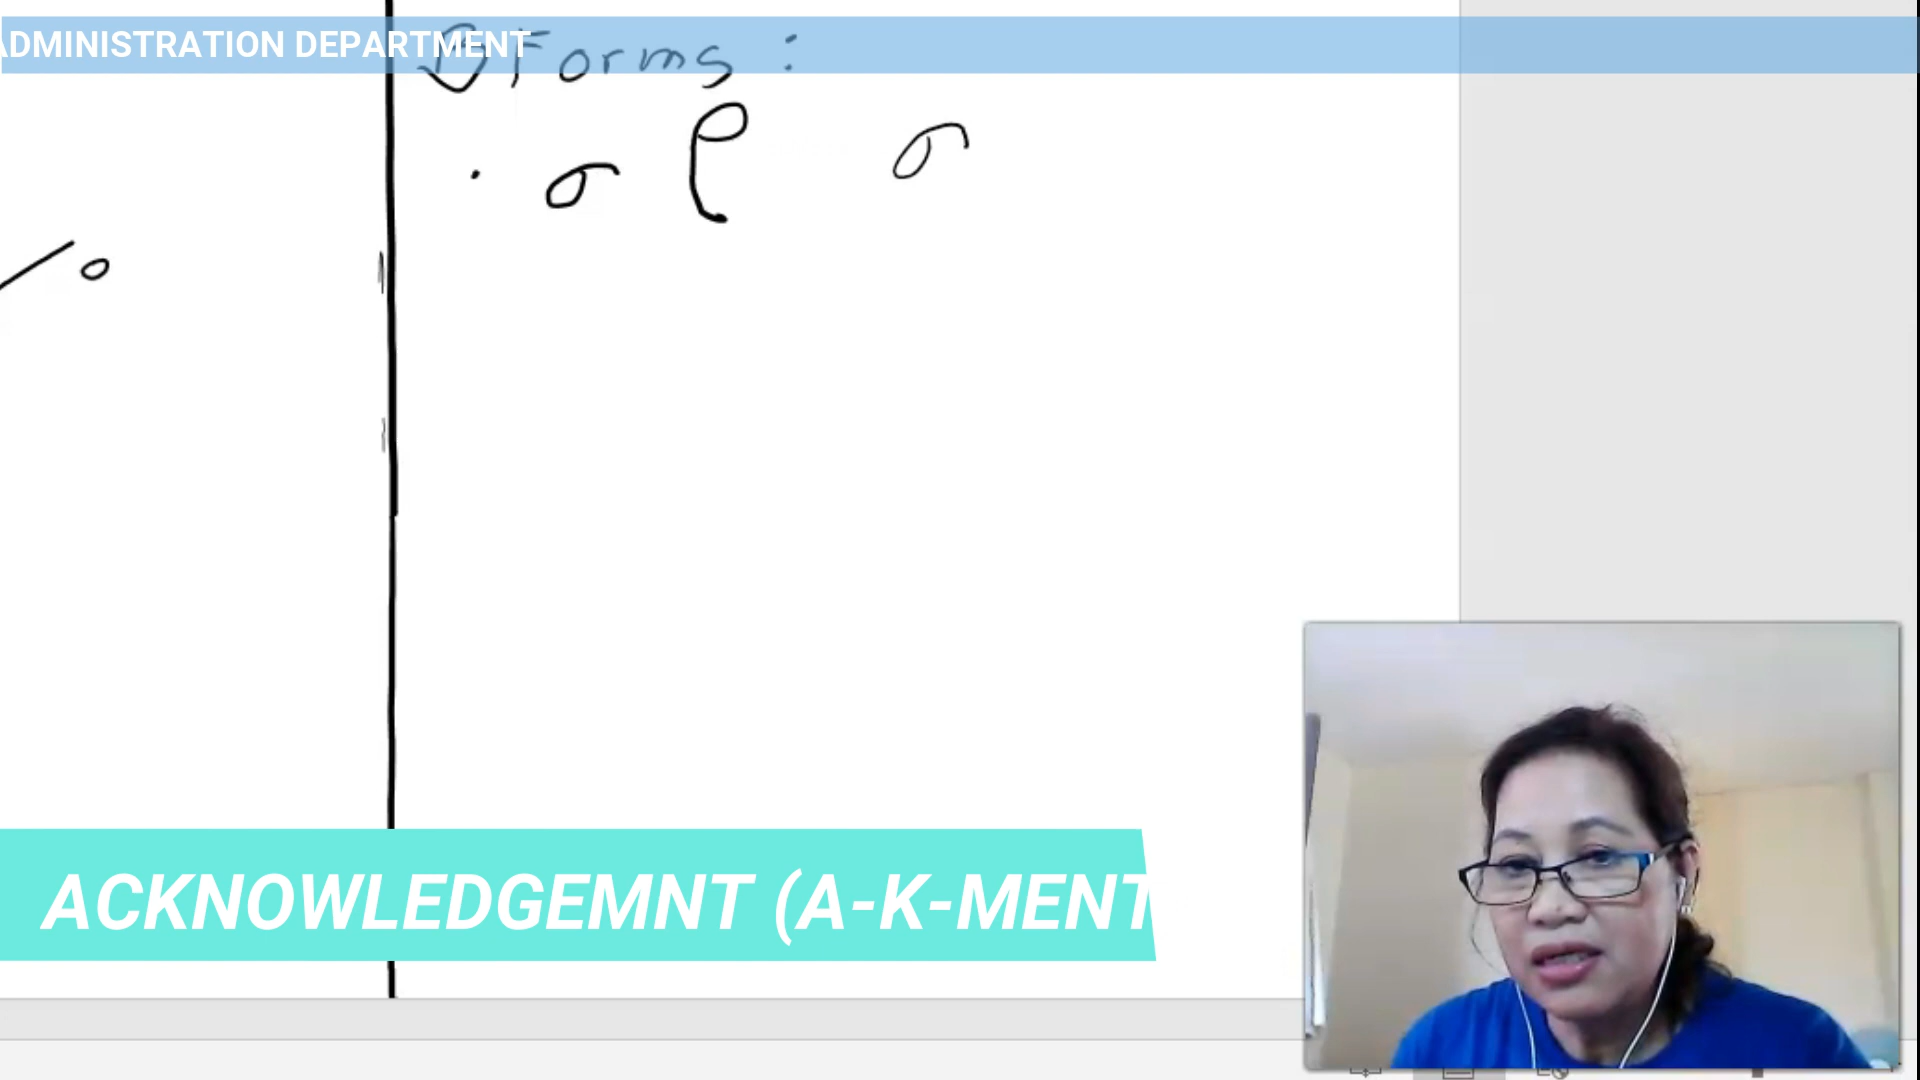 ADMINISTRATION DEPARTMENT
Forms :
ACKNOWLEDGEMNT (A-K-MENT